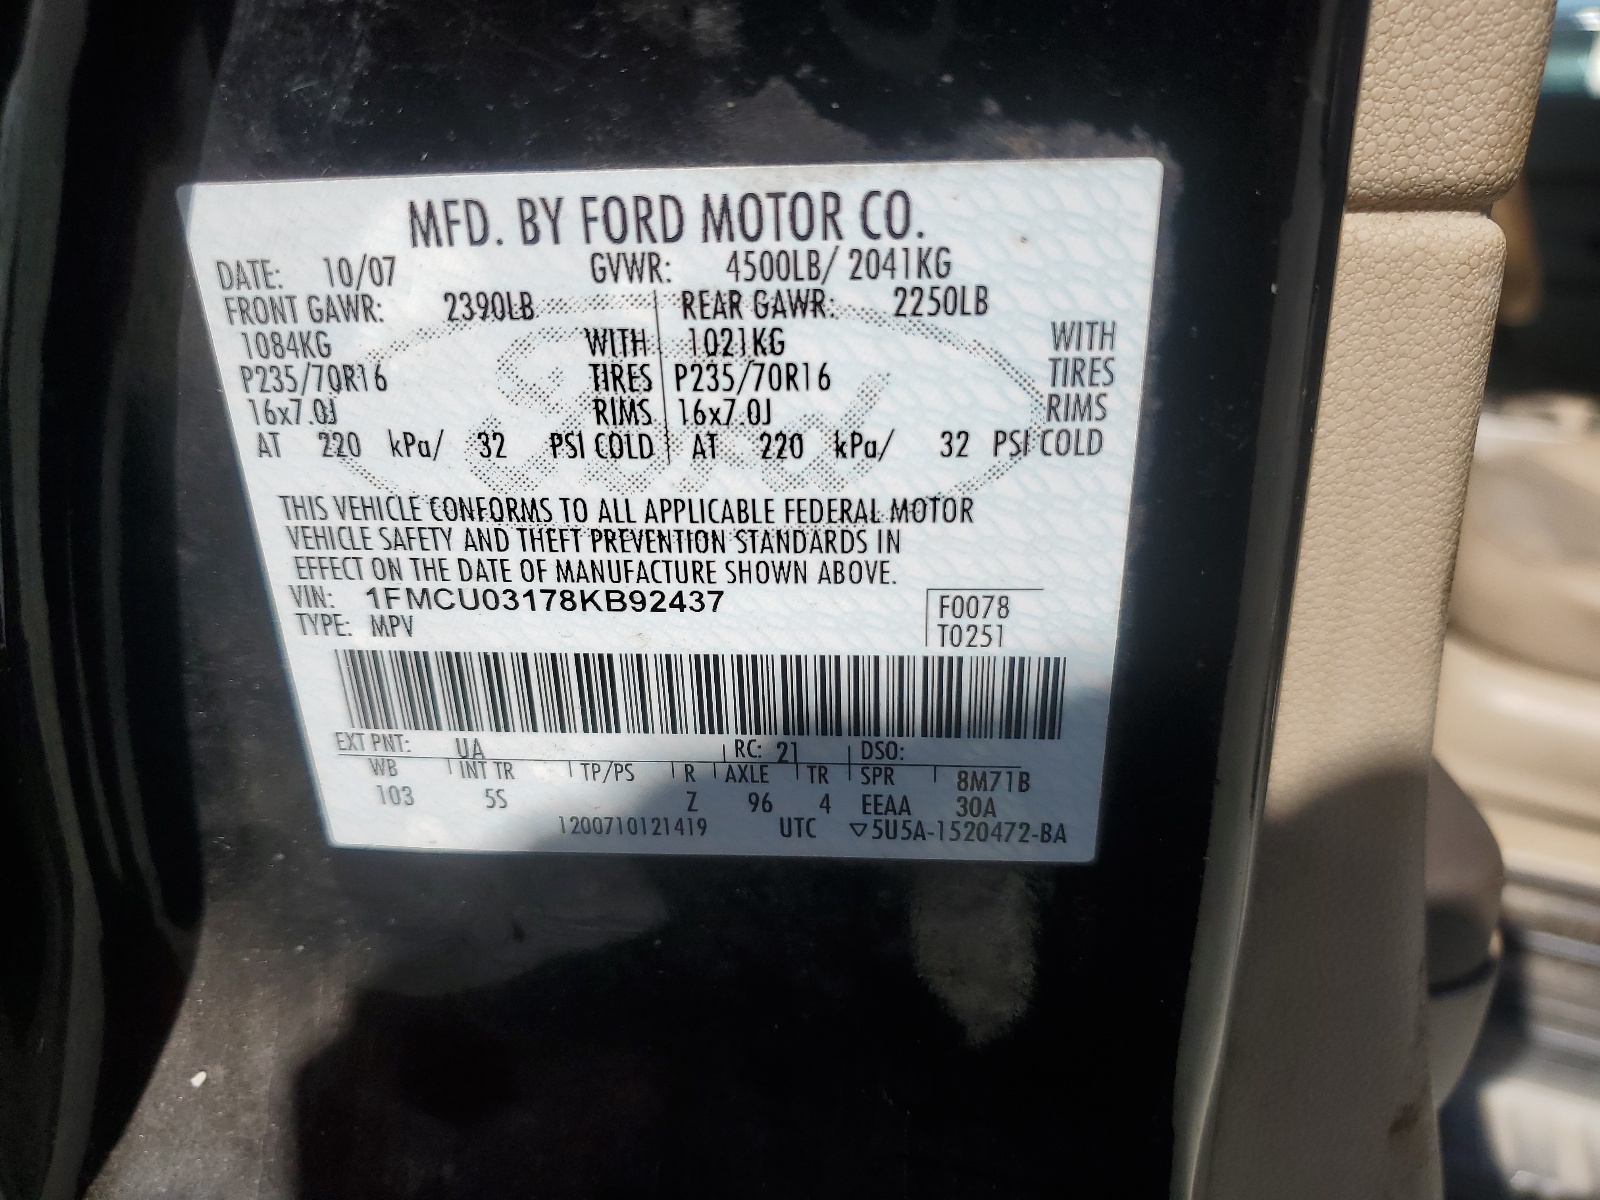 MFD. BY FORD MOTOR CO.
DATE: 10/07 GVWR: 4500LB/ 2041KG
FRONT GAWR: 2390LB REAR GAWR: 2250LB
1084KG WITH 1021KG WITH
P235/70R16 TIRES P235/70R16 TIRES
16x7.0J RIMS 16x7.0J RIMS
AT 220 kPa/ 32 PSI COLD AT 220 kPa/ 32 PSI COLD
Ford
THIS VEHICLE CONFORMS TO ALL APPLICABLE FEDERAL MOTOR
VEHICLE SAFETY AND THEFT PREVENTION STANDARDS IN
EFFECT ON THE DATE OF MANUFACTURE SHOWN ABOVE.
VIN: 1FMCU03178KB92437 F0078
TYPE: MPV T0251
EXT PNT: UA RC: 21 DSO:
WB INT TR TP/PS R AXLE TR SPR 8M71B
103 5S Z 96 4 EEAA 30A
1200710121419 UTC ▽5U5A-1520472-BA